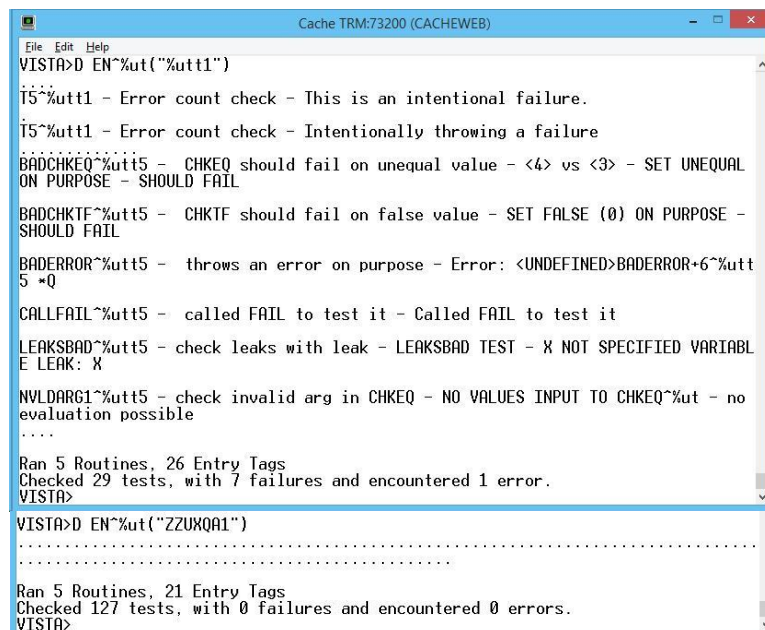 Cache TRM:73200 (CACHEWEB)
File Edit Help
VISTA>D EN^%ut("%utt1")
....
T5^%utt1 - Error count check - This is an intentional failure.
.
T5^%utt1 - Error count check - Intentionally throwing a failure
.............
BADCHKEQ^%utt5 -  CHKEQ should fail on unequal value - <4> vs <3> - SET UNEQUAL
ON PURPOSE - SHOULD FAIL
BADCHKTF^%utt5 -  CHKTF should fail on false value - SET FALSE (0) ON PURPOSE -
SHOULD FAIL
BADERROR^%utt5 -  throws an error on purpose - Error: <UNDEFINED>BADERROR+6^%utt
5 *Q
CALLFAIL^%utt5 -  called FAIL to test it - Called FAIL to test it
LEAKSBAD^%utt5 - check leaks with leak - LEAKSBAD TEST - X NOT SPECIFIED VARIABL
E LEAK: X
NVLDARG1^%utt5 - check invalid arg in CHKEQ - NO VALUES INPUT TO CHKEQ^%ut - no
evaluation possible
....
Ran 5 Routines, 26 Entry Tags
Checked 29 tests, with 7 failures and encountered 1 error.
VISTA>
VISTA>D EN^%ut("ZZUXQA1")
................................................................................
...............................................
Ran 5 Routines, 21 Entry Tags
Checked 127 tests, with 0 failures and encountered 0 errors.
VISTA>